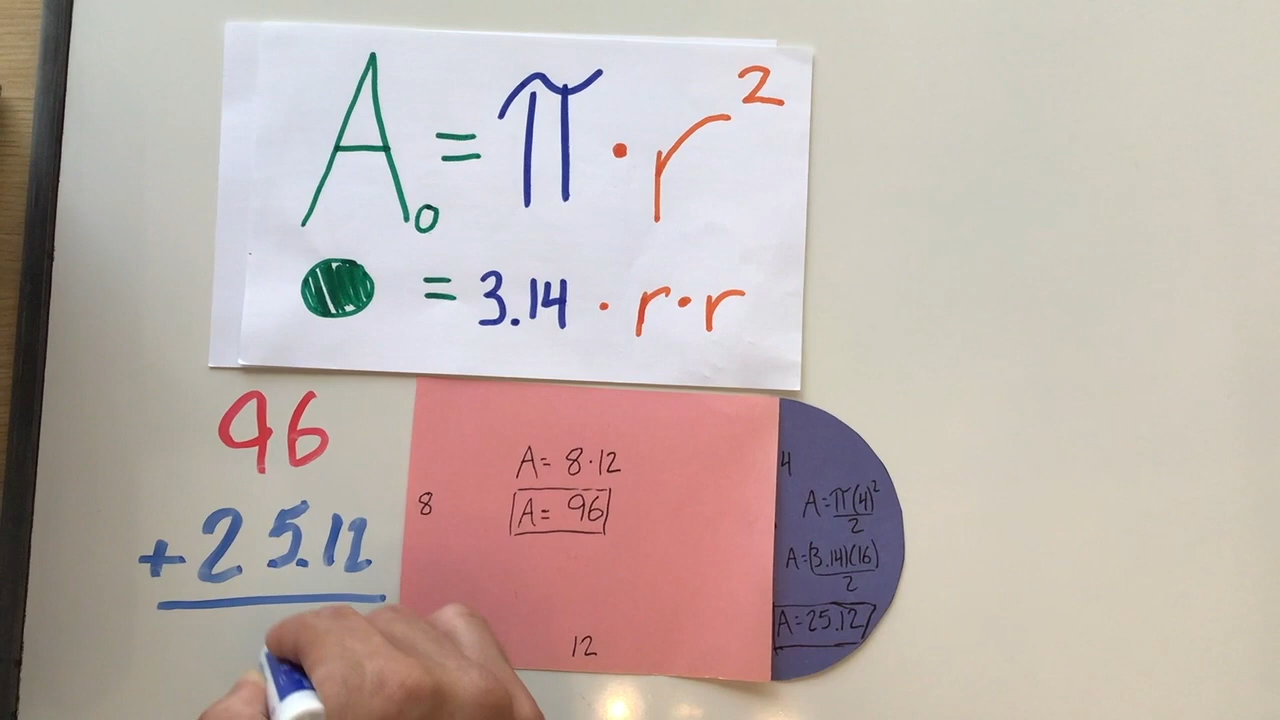 A○ = π · r²
= 3.14 · r · r
96
+ 25.12
8
A = 8 · 12
A = 96
12
4
A = π(4)²
2
A = (3.14)(16)
2
A = 25.12